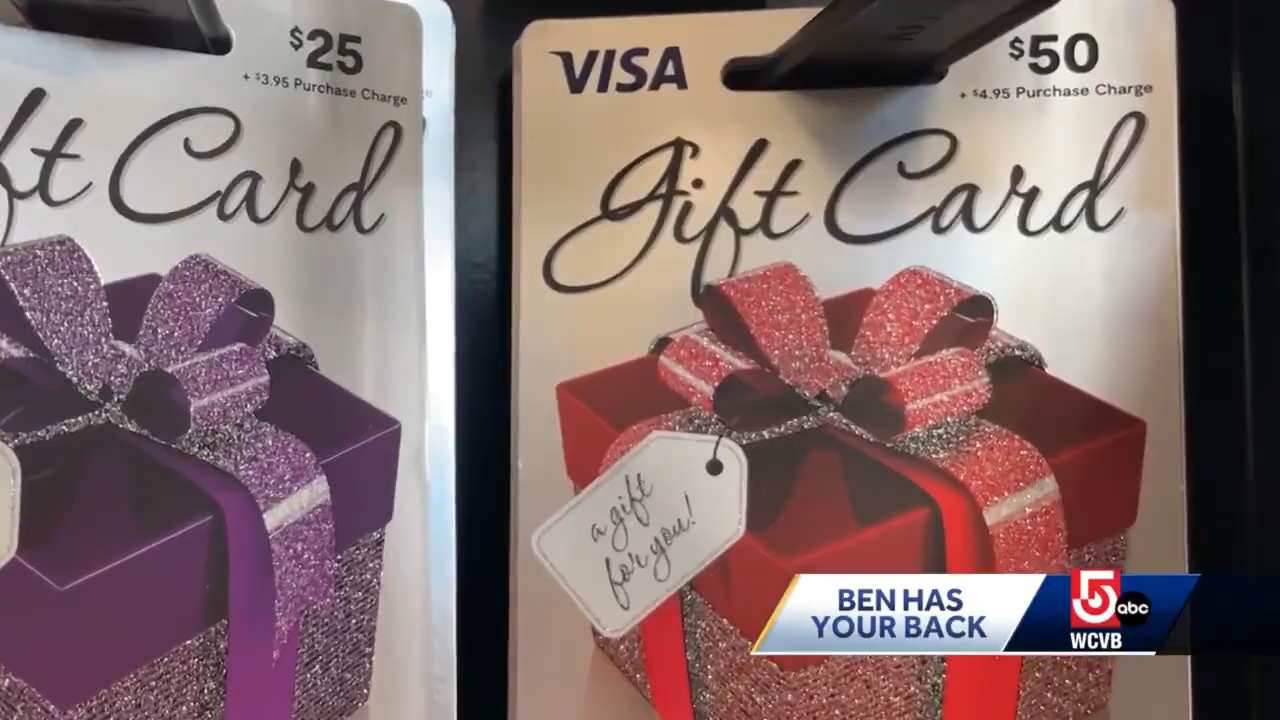 $25
+ $3.95 Purchase Charge
ft Card
VISA
$50
+ $4.95 Purchase Charge
Gift Card
a gift
for you!
BEN HAS
YOUR BACK
5
abc
WCVB